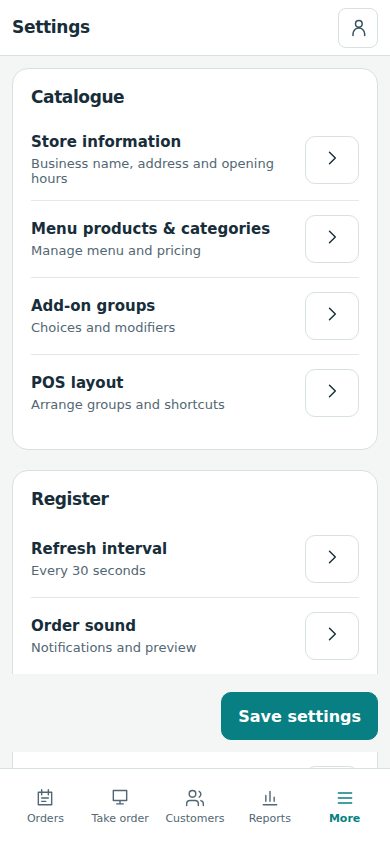 Settings
Catalogue
Store information
Business name, address and opening
hours
Menu products & categories
Manage menu and pricing
Add-on groups
Choices and modifiers
POS layout
Arrange groups and shortcuts
Register
Refresh interval
Every 30 seconds
Order sound
Notifications and preview
Save settings
Orders
Take order
Customers
Reports
More